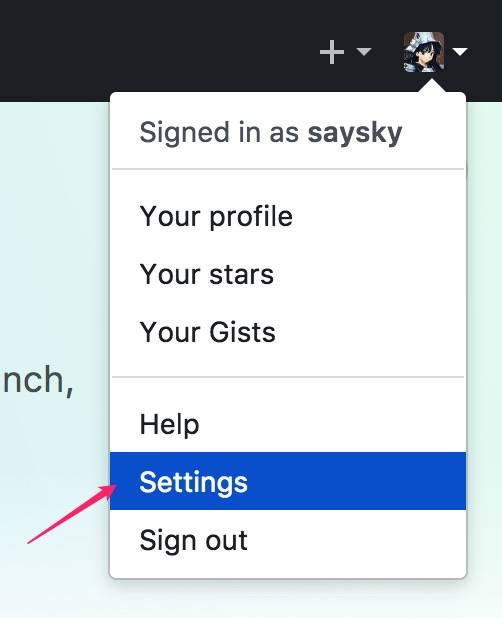 Signed in as saysky
Your profile
Your stars
Your Gists
nch,
Help
Settings
Sign out